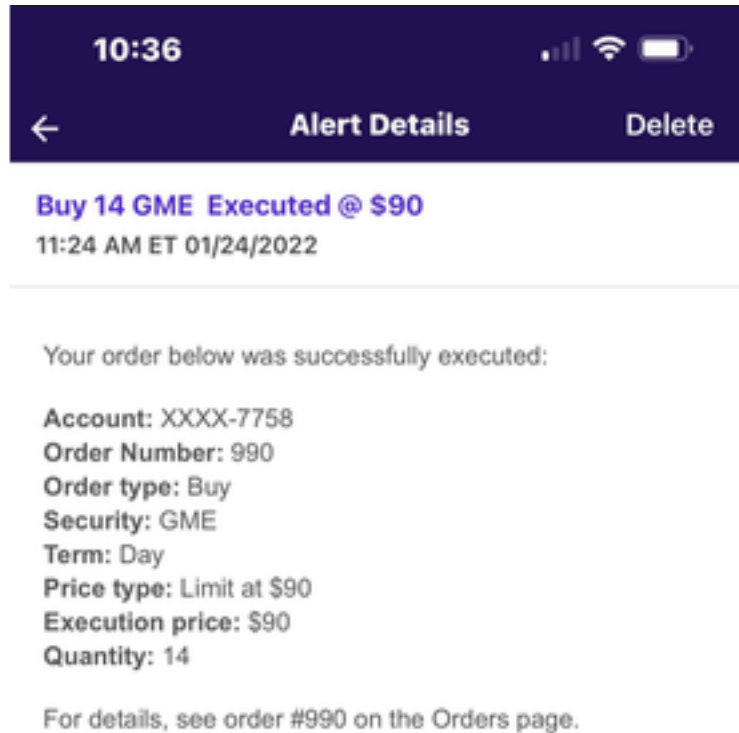 10:36
Alert Details Delete
Buy 14 GME Executed @ $90
11:24 AM ET 01/24/2022
Your order below was successfully executed:
Account: XXXX-7758
Order Number: 990
Order type: Buy
Security: GME
Term: Day
Price type: Limit at $90
Execution price: $90
Quantity: 14
For details, see order #990 on the Orders page.